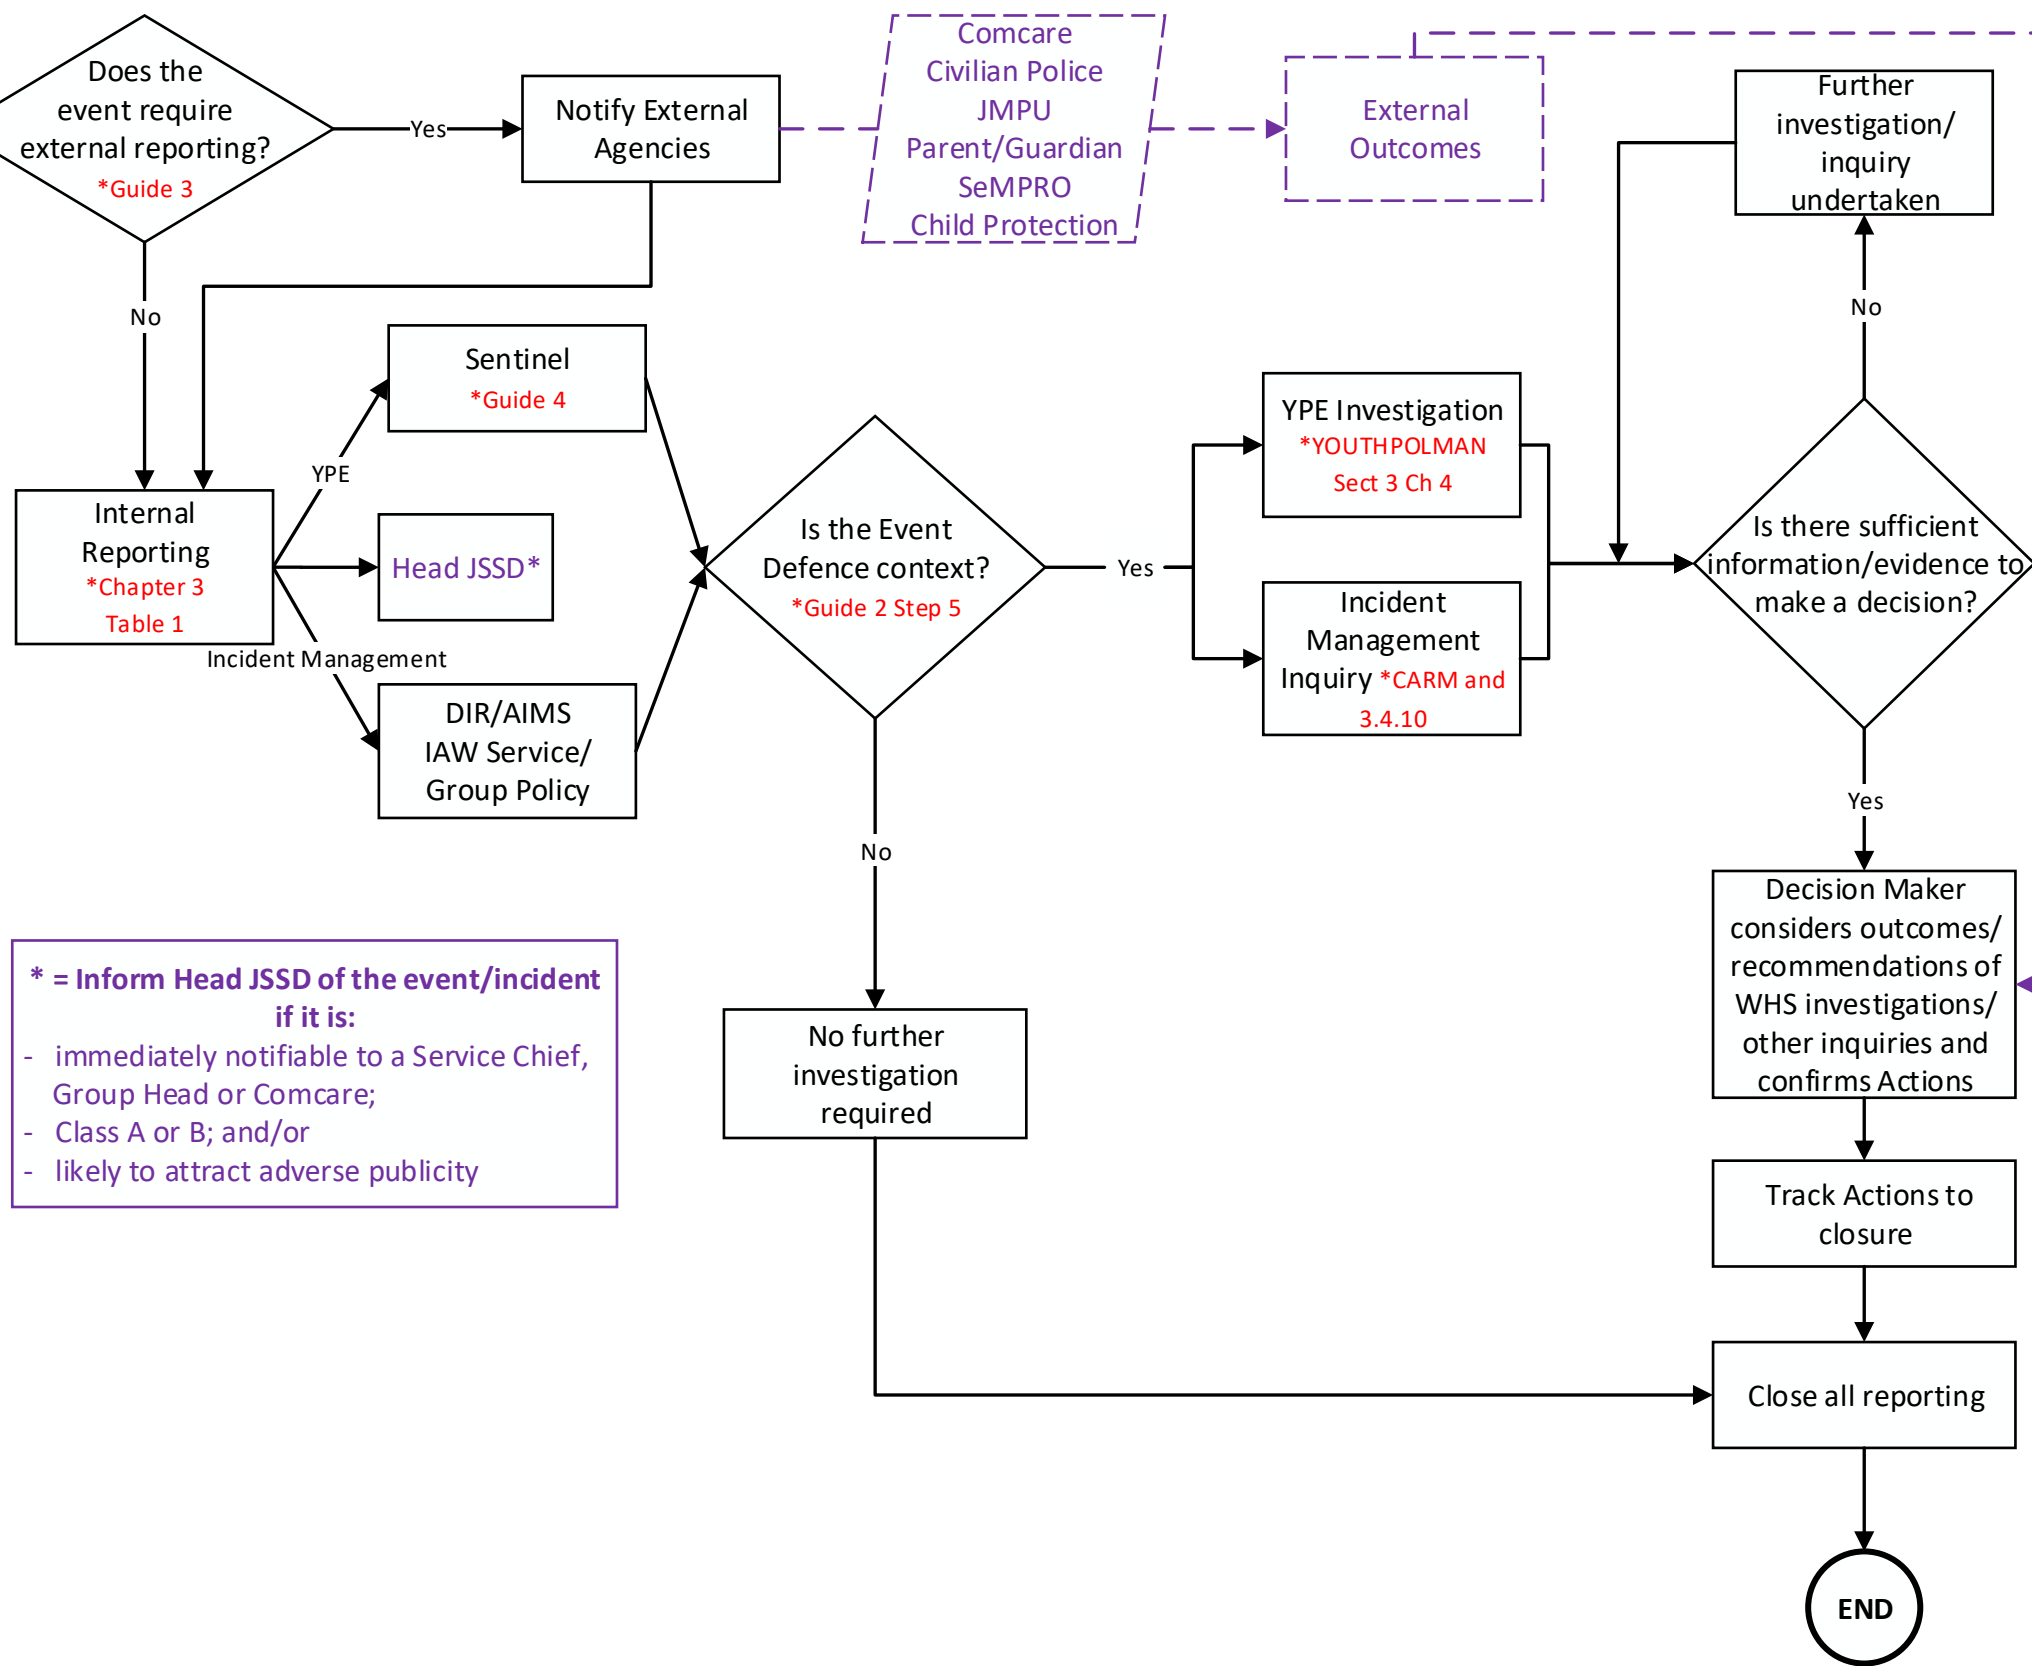 Does the
event require
external reporting?
*Guide 3
Yes
Notify External
Agencies
Comcare
Civilian Police
JMPU
Parent/Guardian
SeMPRO
Child Protection
External
Outcomes
Further
investigation/
inquiry
undertaken
No
No
Sentinel
*Guide 4
YPE
Internal
Reporting
*Chapter 3
Table 1
Head JSSD*
Incident Management
DIR/AIMS
IAW Service/
Group Policy
Is the Event
Defence context?
*Guide 2 Step 5
Yes
YPE Investigation
*YOUTHPOLMAN
Sect 3 Ch 4
Incident
Management
Inquiry *CARM and
3.4.10
Is there sufficient
information/evidence to
make a decision?
Yes
No
Decision Maker
considers outcomes/
recommendations of
WHS investigations/
other inquiries and
confirms Actions
* = Inform Head JSSD of the event/incident
if it is:
- immediately notifiable to a Service Chief,
Group Head or Comcare;
- Class A or B; and/or
- likely to attract adverse publicity
No further
investigation
required
Track Actions to
closure
Close all reporting
END